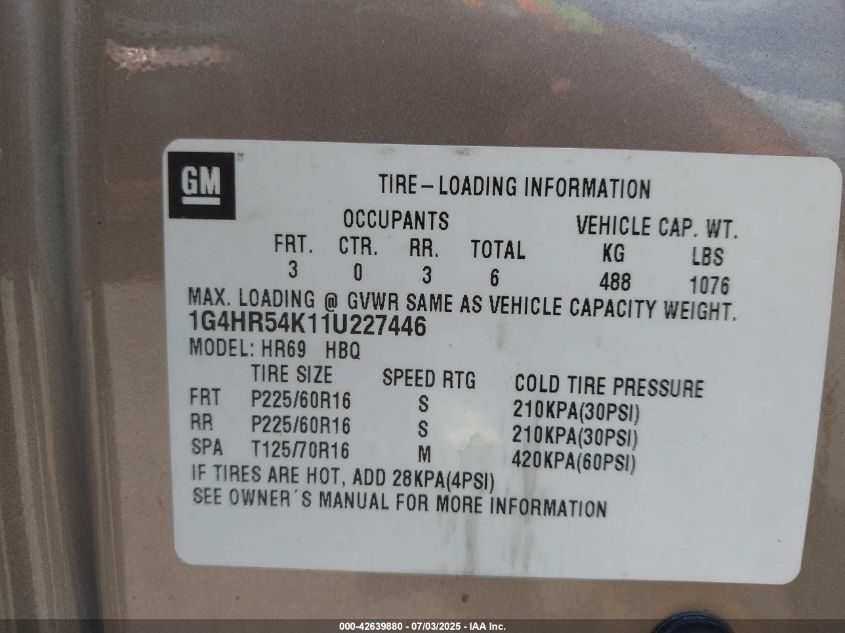 GM
TIRE-LOADING INFORMATION
OCCUPANTS VEHICLE CAP. WT.
FRT. CTR. RR. TOTAL KG LBS
3 0 3 6 488 1076
MAX. LOADING @ GVWR SAME AS VEHICLE CAPACITY WEIGHT.
1G4HR54K11U227446
MODEL: HR69 HBQ
TIRE SIZE SPEED RTG COLD TIRE PRESSURE
FRT P225/60R16 S 210KPA(30PSI)
RR P225/60R16 S 210KPA(30PSI)
SPA T125/70R16 M 420KPA(60PSI)
IF TIRES ARE HOT, ADD 28KPA(4PSI)
SEE OWNER´S MANUAL FOR MORE INFORMATION
000-42639880 - 07/03/2025 - IAA Inc.